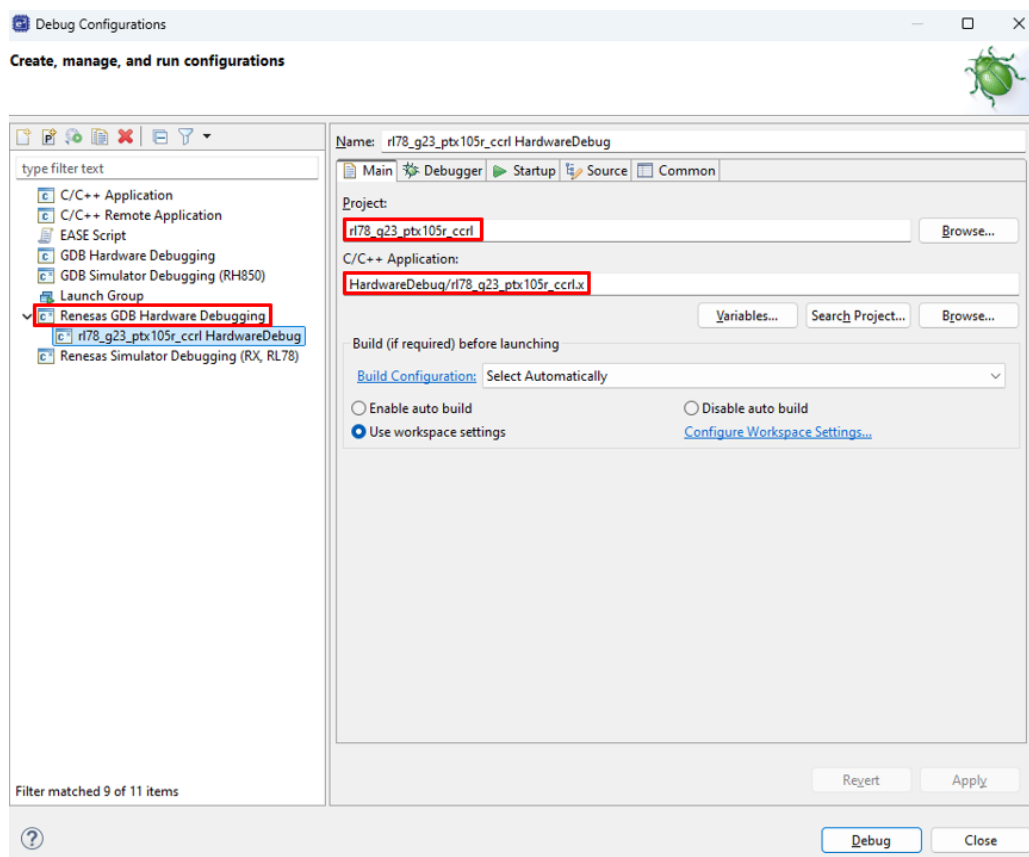 Debug Configurations
Create, manage, and run configurations
type filter text
C/C++ Application
C/C++ Remote Application
EASE Script
GDB Hardware Debugging
GDB Simulator Debugging (RH850)
Launch Group
Renesas GDB Hardware Debugging
rl78_g23_ptx105r_ccrl HardwareDebug
Renesas Simulator Debugging (RX, RL78)
Filter matched 9 of 11 items
Name: rl78_g23_ptx105r_ccrl HardwareDebug
Main Debugger Startup Source Common
Project:
rl78_g23_ptx105r_ccrl Browse...
C/C++ Application:
HardwareDebug/rl78_g23_ptx105r_ccrl.x
Variables... Search Project... Browse...
Build (if required) before launching
Build Configuration: Select Automatically
Enable auto build Disable auto build
Use workspace settings Configure Workspace Settings...
Revert Apply
Debug Close